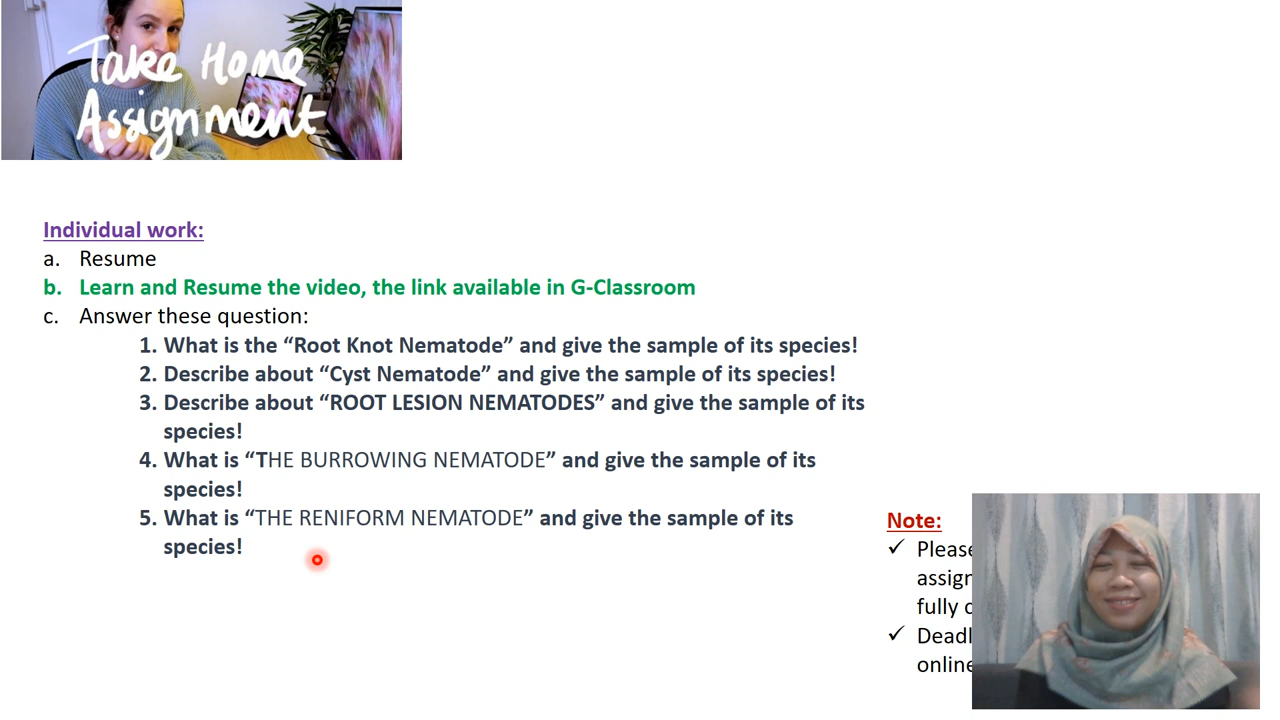 Take Home
Assignment
Individual work:
a. Resume
b. Learn and Resume the video, the link available in G-Classroom
c. Answer these question:
1. What is the “Root Knot Nematode” and give the sample of its species!
2. Describe about “Cyst Nematode” and give the sample of its species!
3. Describe about “ROOT LESION NEMATODES” and give the sample of its
species!
4. What is “THE BURROWING NEMATODE” and give the sample of its
species!
5. What is “THE RENIFORM NEMATODE” and give the sample of its
species!
Note:
✓ Please
assign
fully
✓ Deadl
online